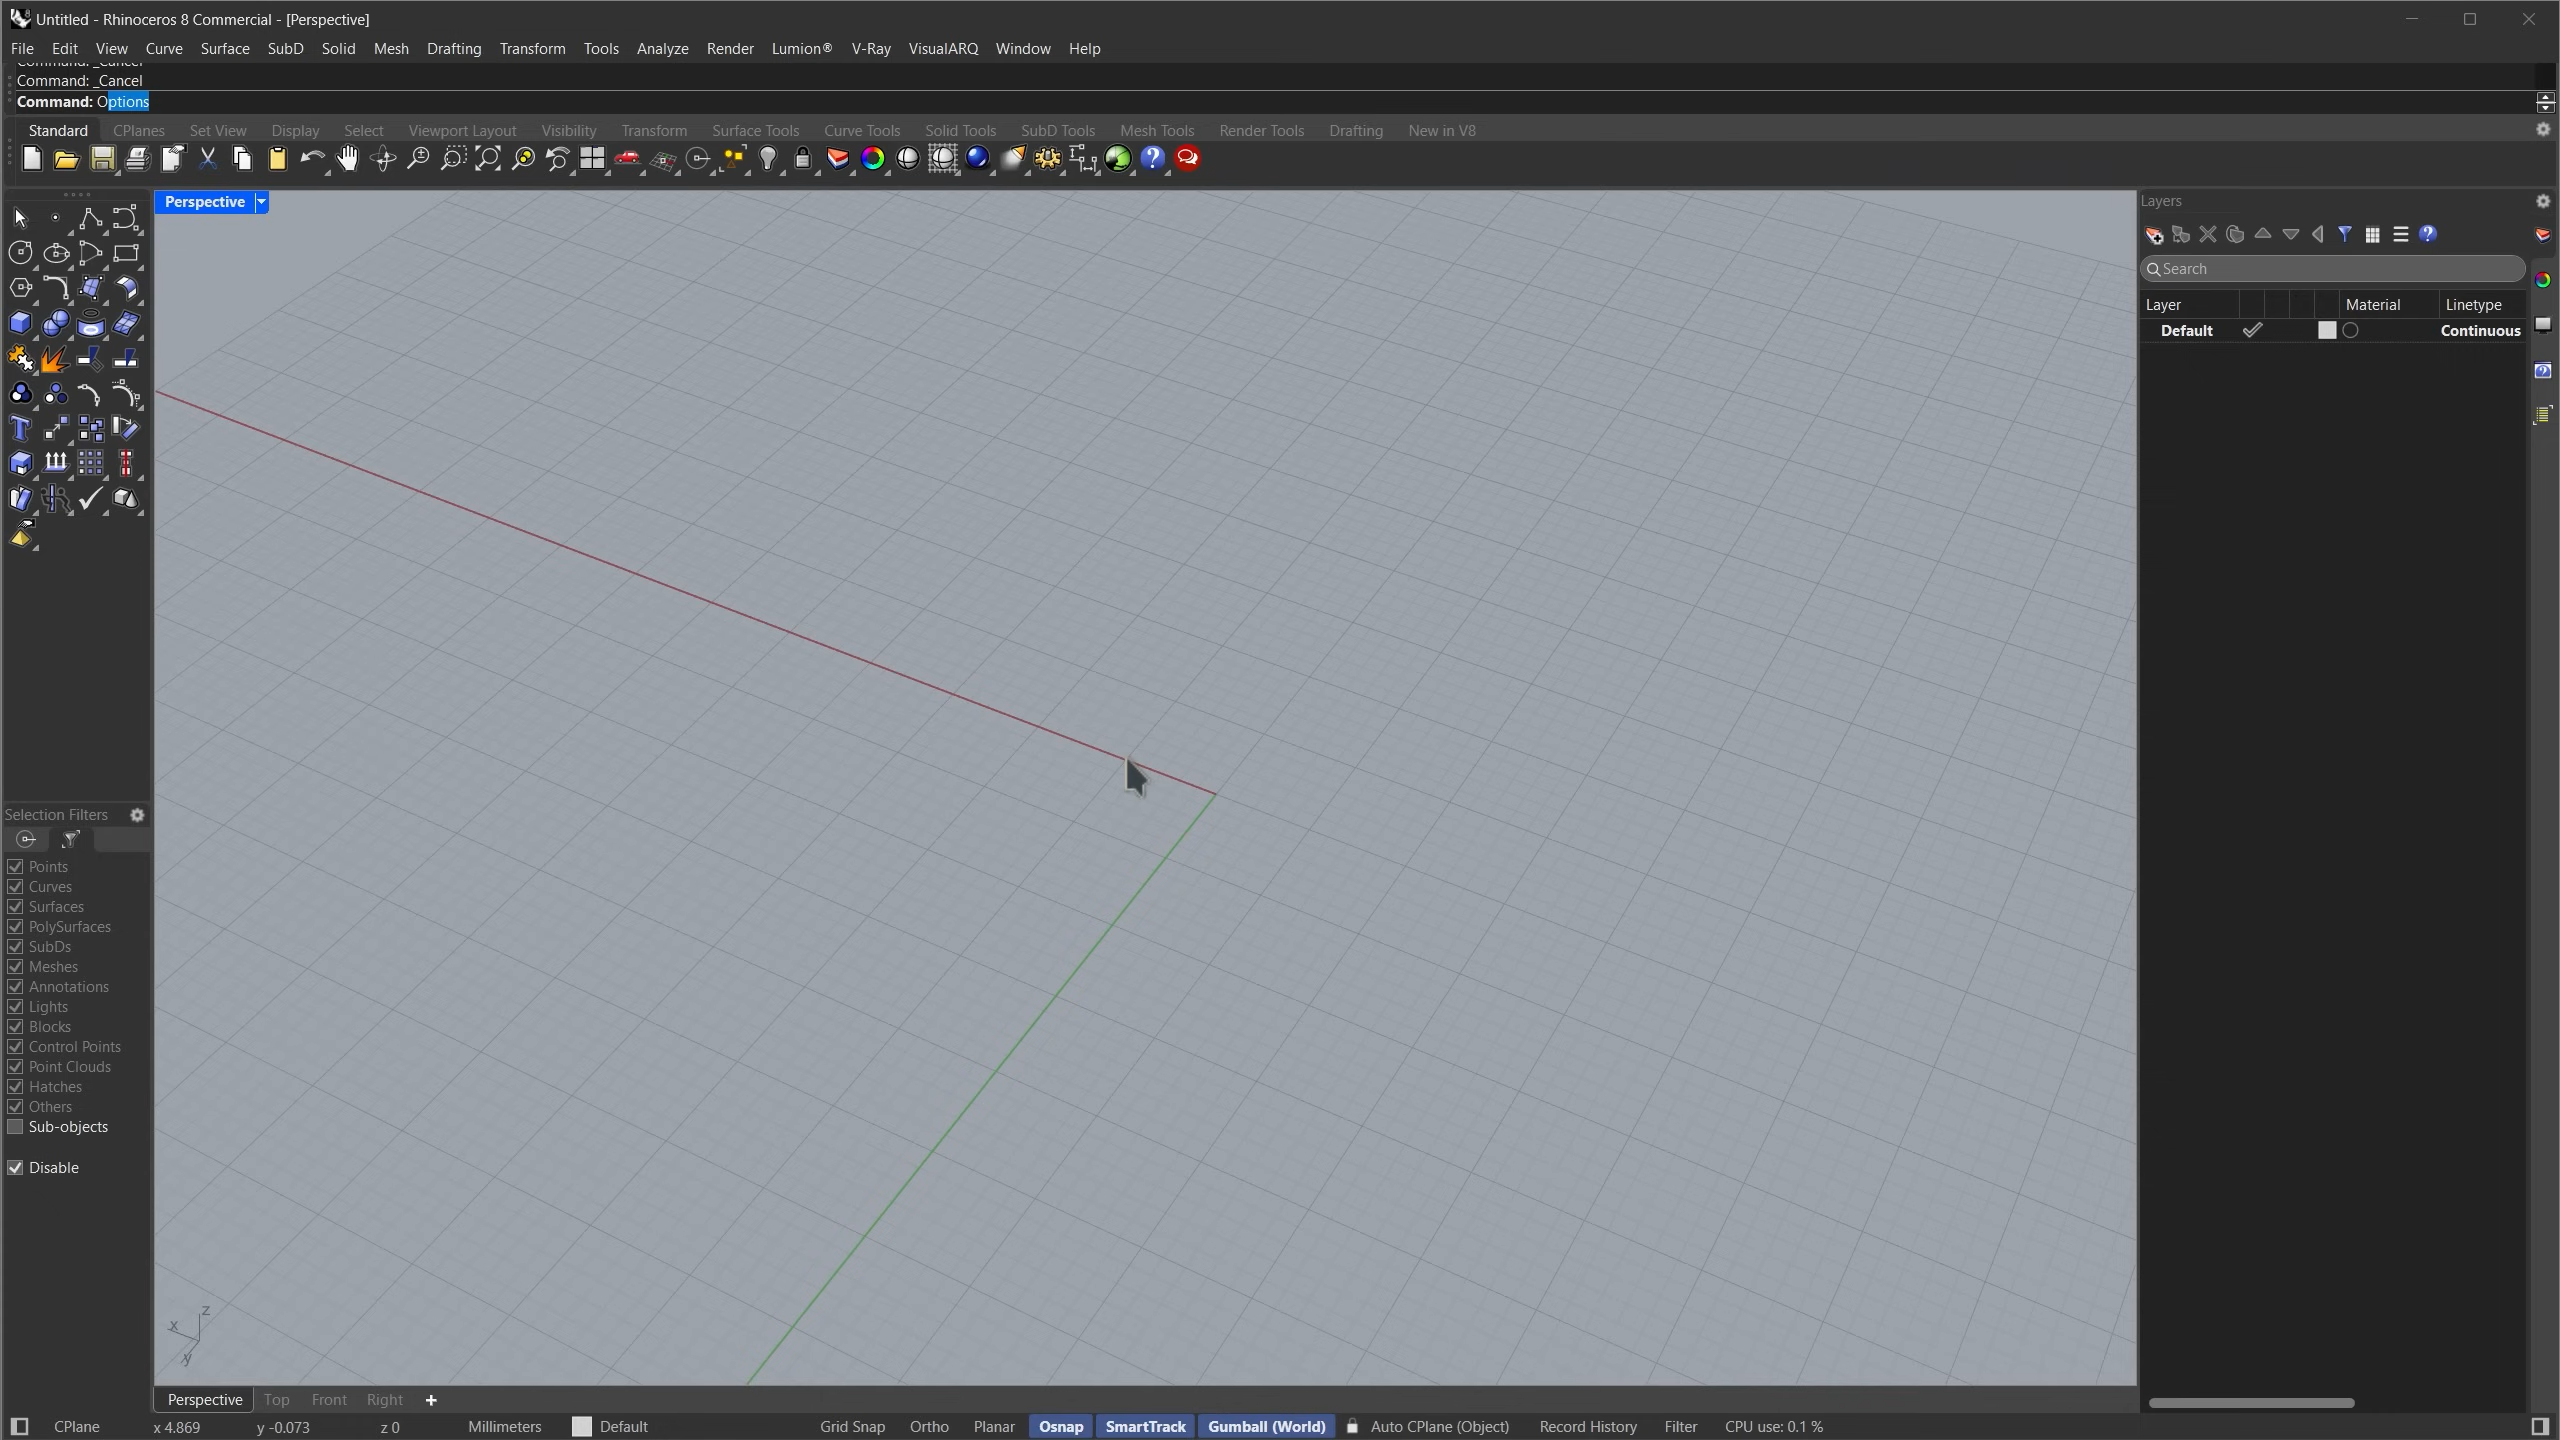 Untitled - Rhinoceros 8 Commercial - [Perspective]
File Edit View Curve Surface SubD Solid Mesh Drafting Transform Tools Analyze Render Lumion® V-Ray VisualARQ Window Help
Command: _Cancel
Command: _Cancel
Command: Options
Standard CPlanes Set View Display Select Viewport Layout Visibility Transform Surface Tools Curve Tools Solid Tools SubD Tools Mesh Tools Render Tools Drafting New in V8
Perspective
Layers
Search
Layer Material Linetype
Default Continuous
Selection Filters
Points
Curves
Surfaces
PolySurfaces
SubDs
Meshes
Annotations
Lights
Blocks
Control Points
Point Clouds
Hatches
Others
Sub-objects
Disable
z
x
y
Perspective Top Front Right
CPlane x 4.869 y -0.073 z 0 Millimeters Default Grid Snap Ortho Planar Osnap SmartTrack Gumball (World) Auto CPlane (Object) Record History Filter CPU use: 0.1 %